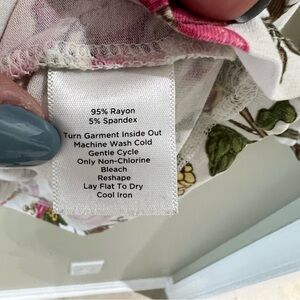 95% Rayon
5% Spandex
Turn Garment Inside Out
Machine Wash Cold
Gentle Cycle
Only Non-Chlorine
Bleach
Reshape
Lay Flat To Dry
Cool Iron